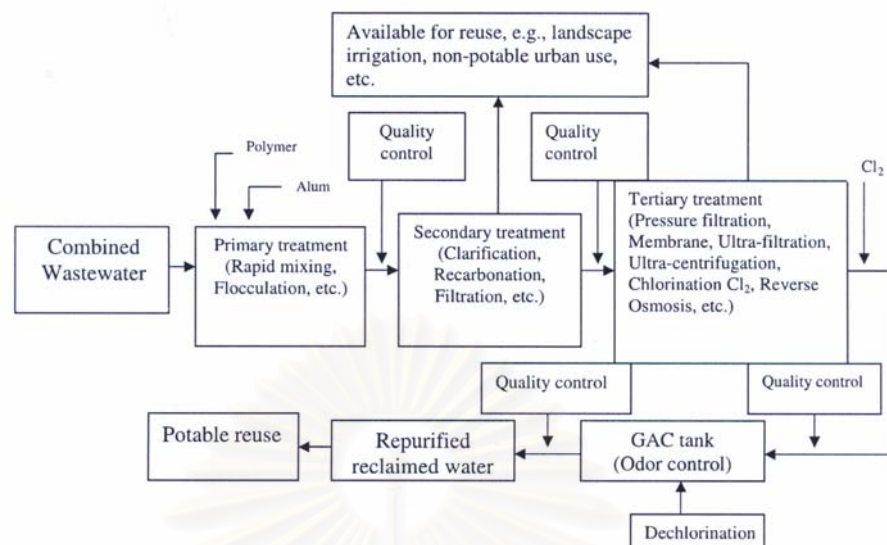 Available for reuse, e.g., landscape
irrigation, non-potable urban use,
etc.
Quality
control
Quality
control
Polymer
Alum
Cl₂
Combined
Wastewater
Primary treatment
(Rapid mixing,
Flocculation, etc.)
Secondary treatment
(Clarification,
Recarbonation,
Filtration, etc.)
Tertiary treatment
(Pressure filtration,
Membrane, Ultra-filtration,
Ultra-centrifugation,
Chlorination Cl₂, Reverse
Osmosis, etc.)
Quality control
Quality control
Potable reuse
Repurified
reclaimed water
GAC tank
(Odor control)
Dechlorination